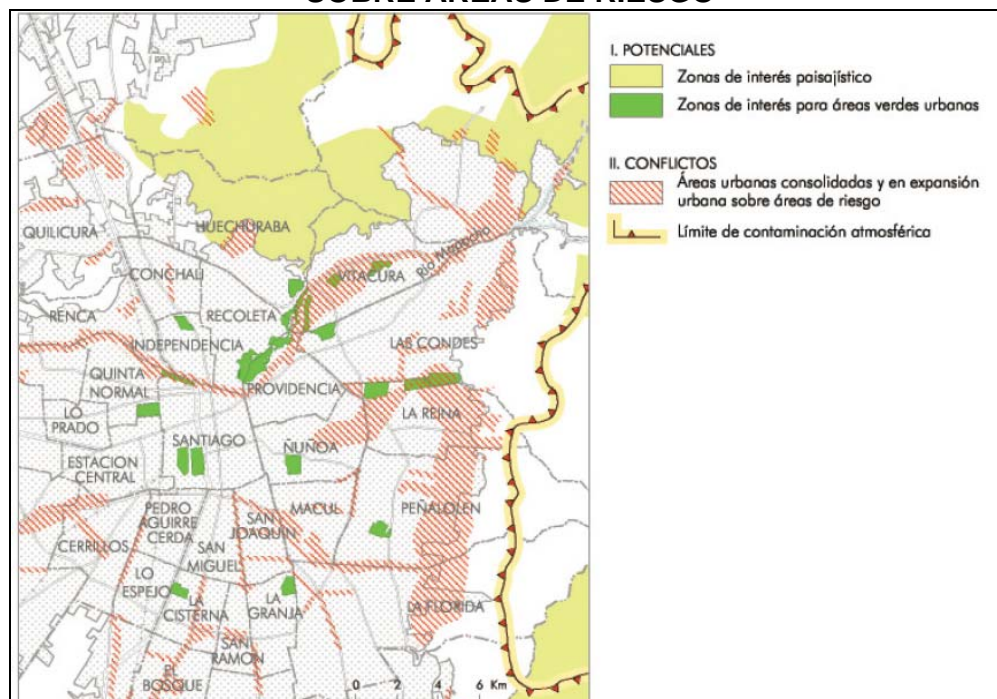 SOBRE ÁREAS DE RIESGO
I. POTENCIALES
Zonas de interés paisajístico
Zonas de interés para áreas verdes urbanas
II. CONFLICTOS
Áreas urbanas consolidadas y en expansión
urbana sobre áreas de riesgo
Límite de contaminación atmosférica
QUILICURA
HUECHURABA
CONCHALI
VITACURA
Río Mapocho
RENCA
RECOLETA
INDEPENDENCIA
LAS CONDES
QUINTA
NORMAL
PROVIDENCIA
LO
PRADO
LA REINA
SANTIAGO
ÑUÑOA
ESTACION
CENTRAL
PEDRO
AGUIRRE
CERDA
SAN
JOAQUIN
MACUL
PEÑALOLEN
CERRILLOS
SAN
MIGUEL
LO
ESPEJO
LA
CISTERNA
LA
GRANJA
LA FLORIDA
SAN
RAMON
EL
BOSQUE
0 2 4 6 Km